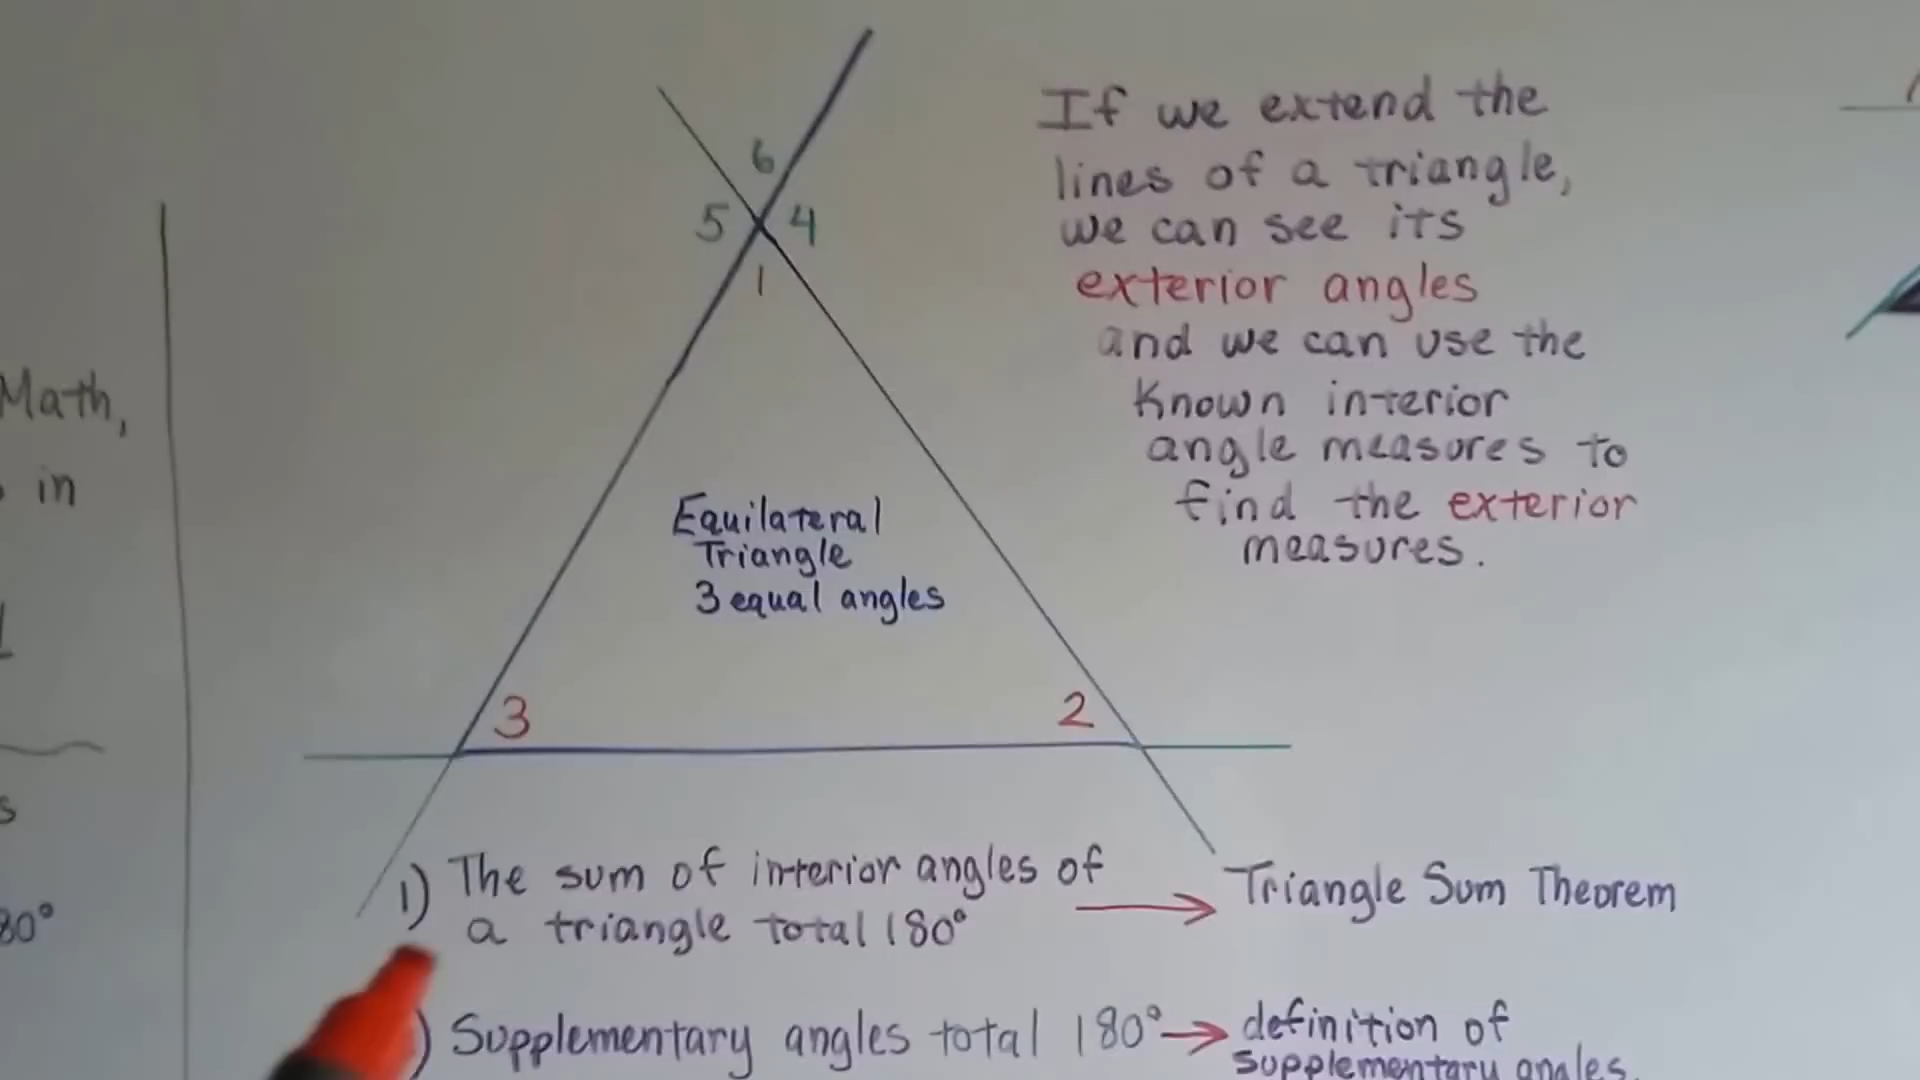 6
5 4
1
If we extend the
lines of a triangle,
we can see its
exterior angles
and we can use the
Known interior
angle measures to
find the exterior
measures.
Math,
in
Equilateral
Triangle
3 equal angles
3 2
80°
1) The sum of interior angles of
a triangle total 180° → Triangle Sum Theorem
) Supplementary angles total 180° → definition of
supplementary angles.